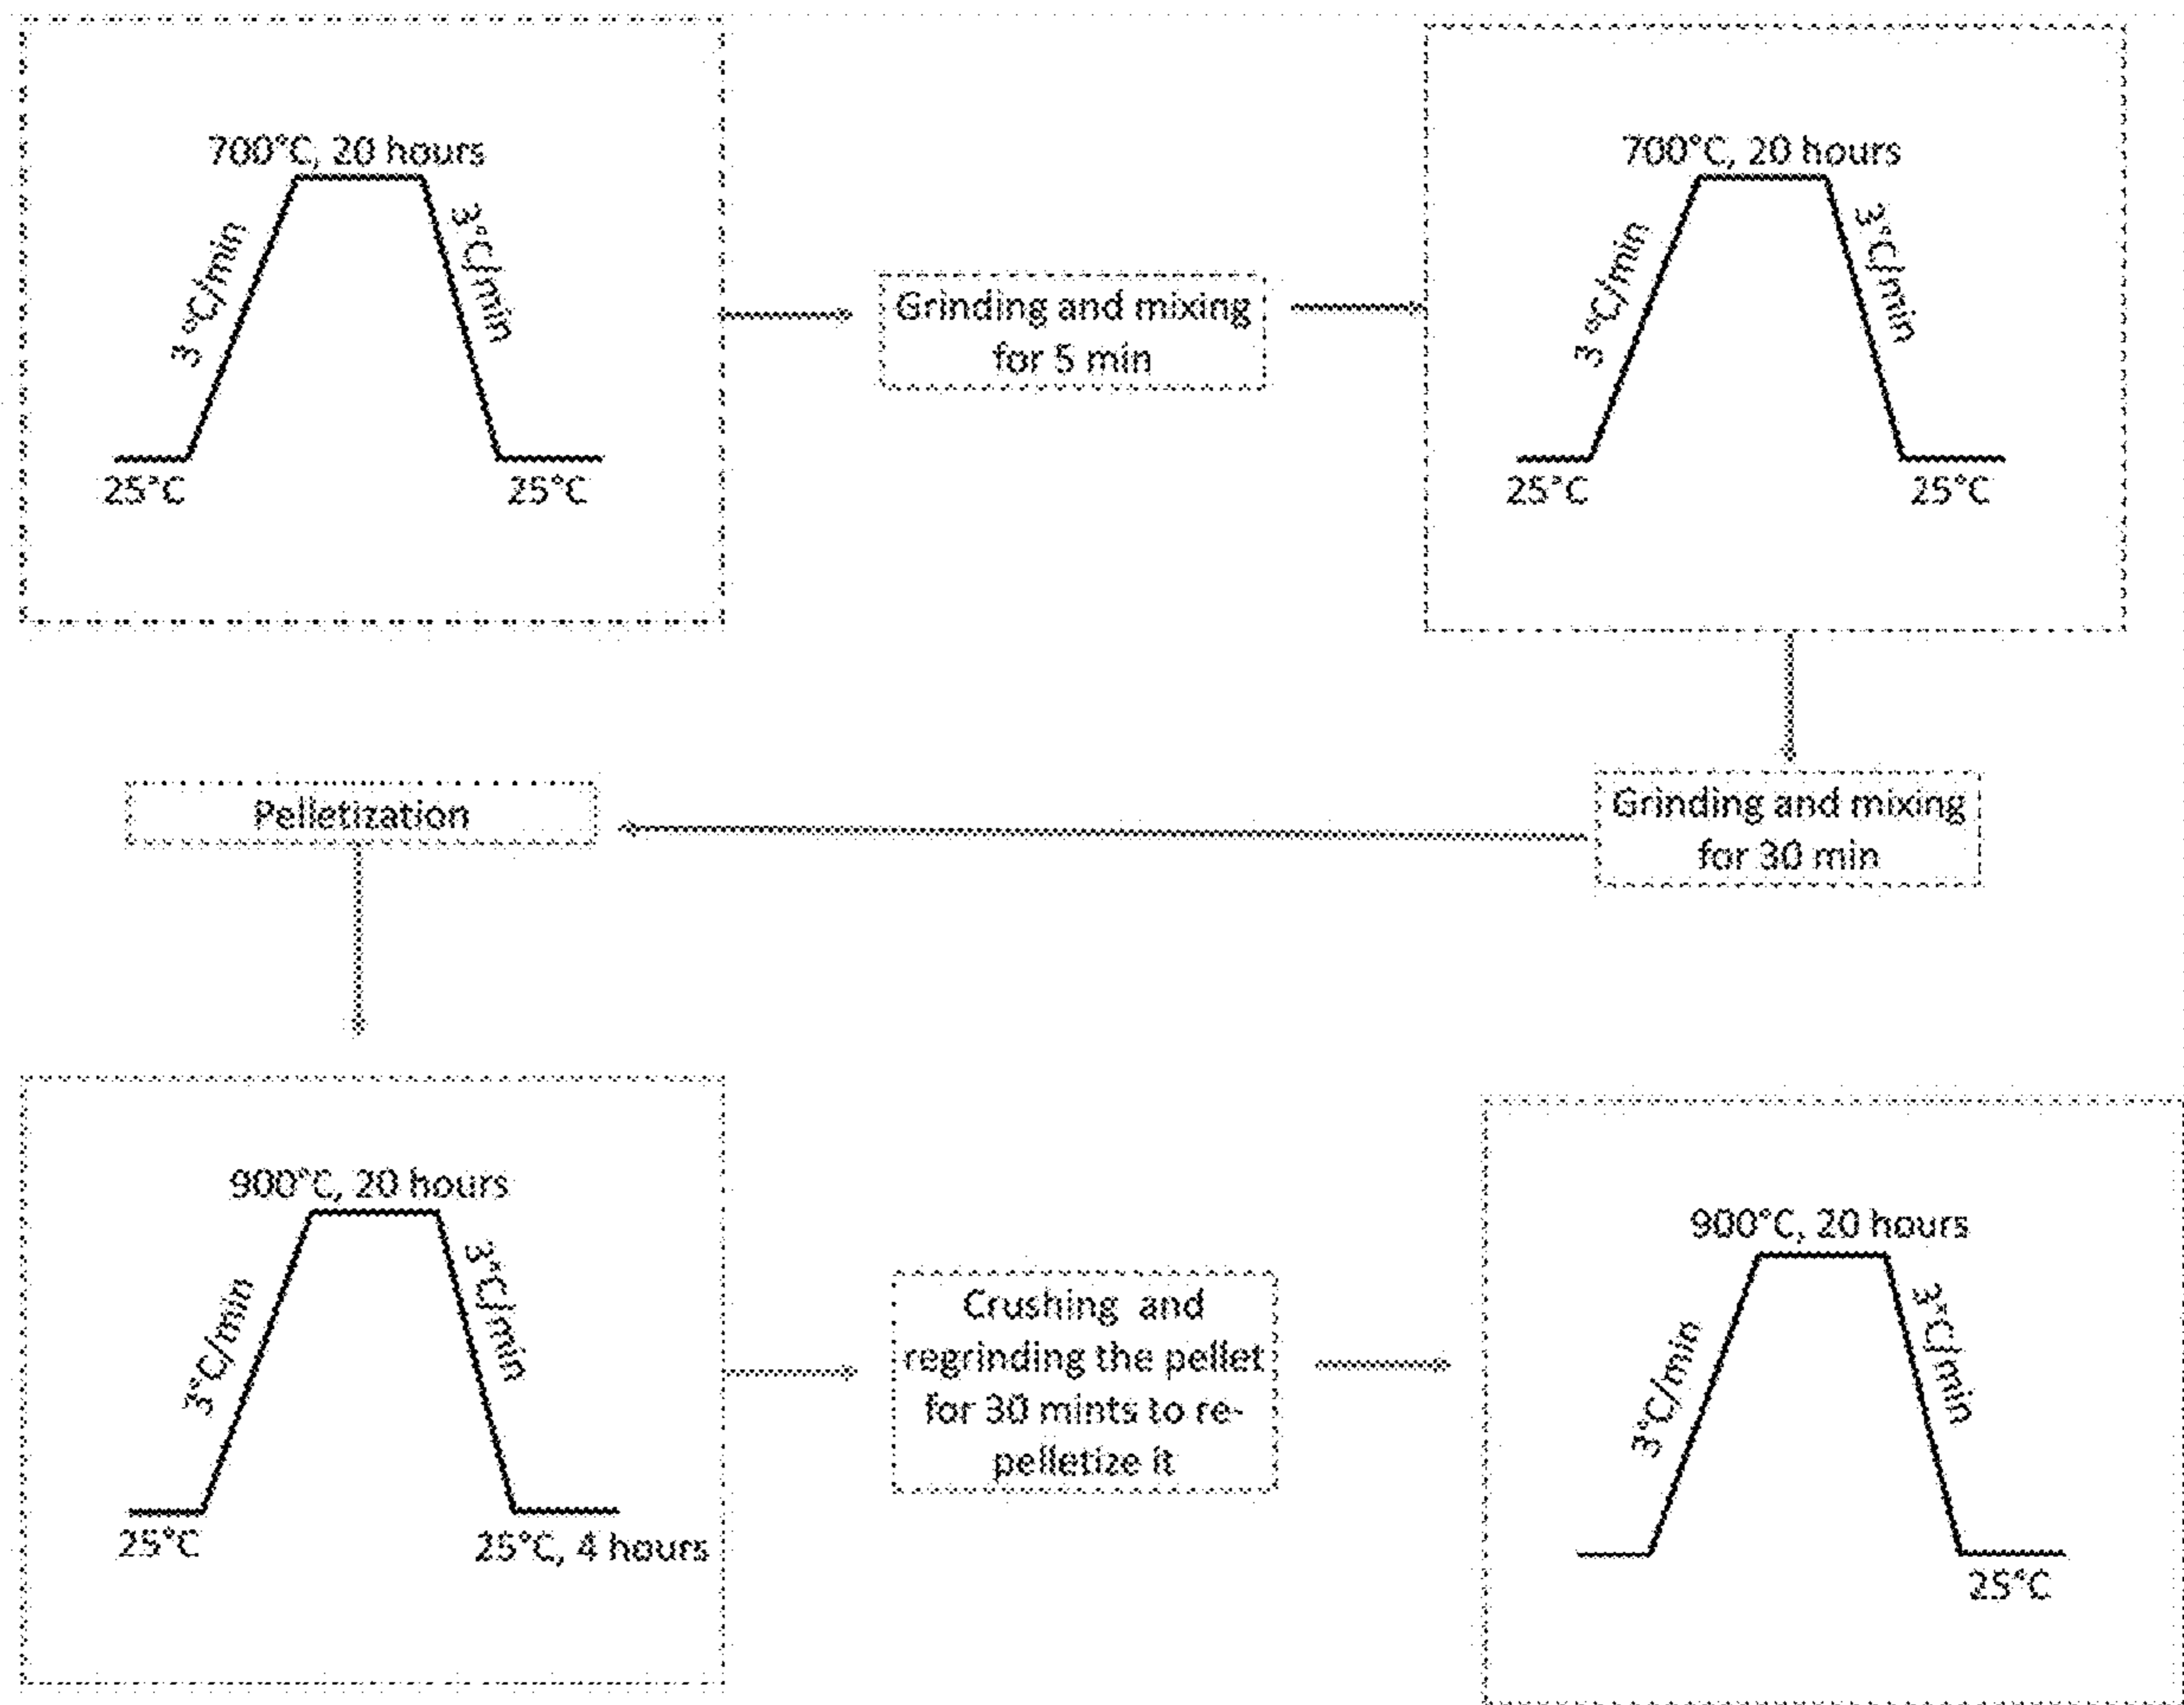 700°C, 20 hours
3 °C/min
3°C/min
25°C
25°C
Grinding and mixing
for 5 min
700°C, 20 hours
3 °C/min
3°C/min
25°C
25°C
Grinding and mixing
for 30 min
Pelletization
900°C, 20 hours
3°C/min
3°C/min
25°C
25°C, 4 hours
Crushing and
regrinding the pellet
for 30 mints to re-
pelletize it
900°C, 20 hours
3°C/min
3°C/min
25°C